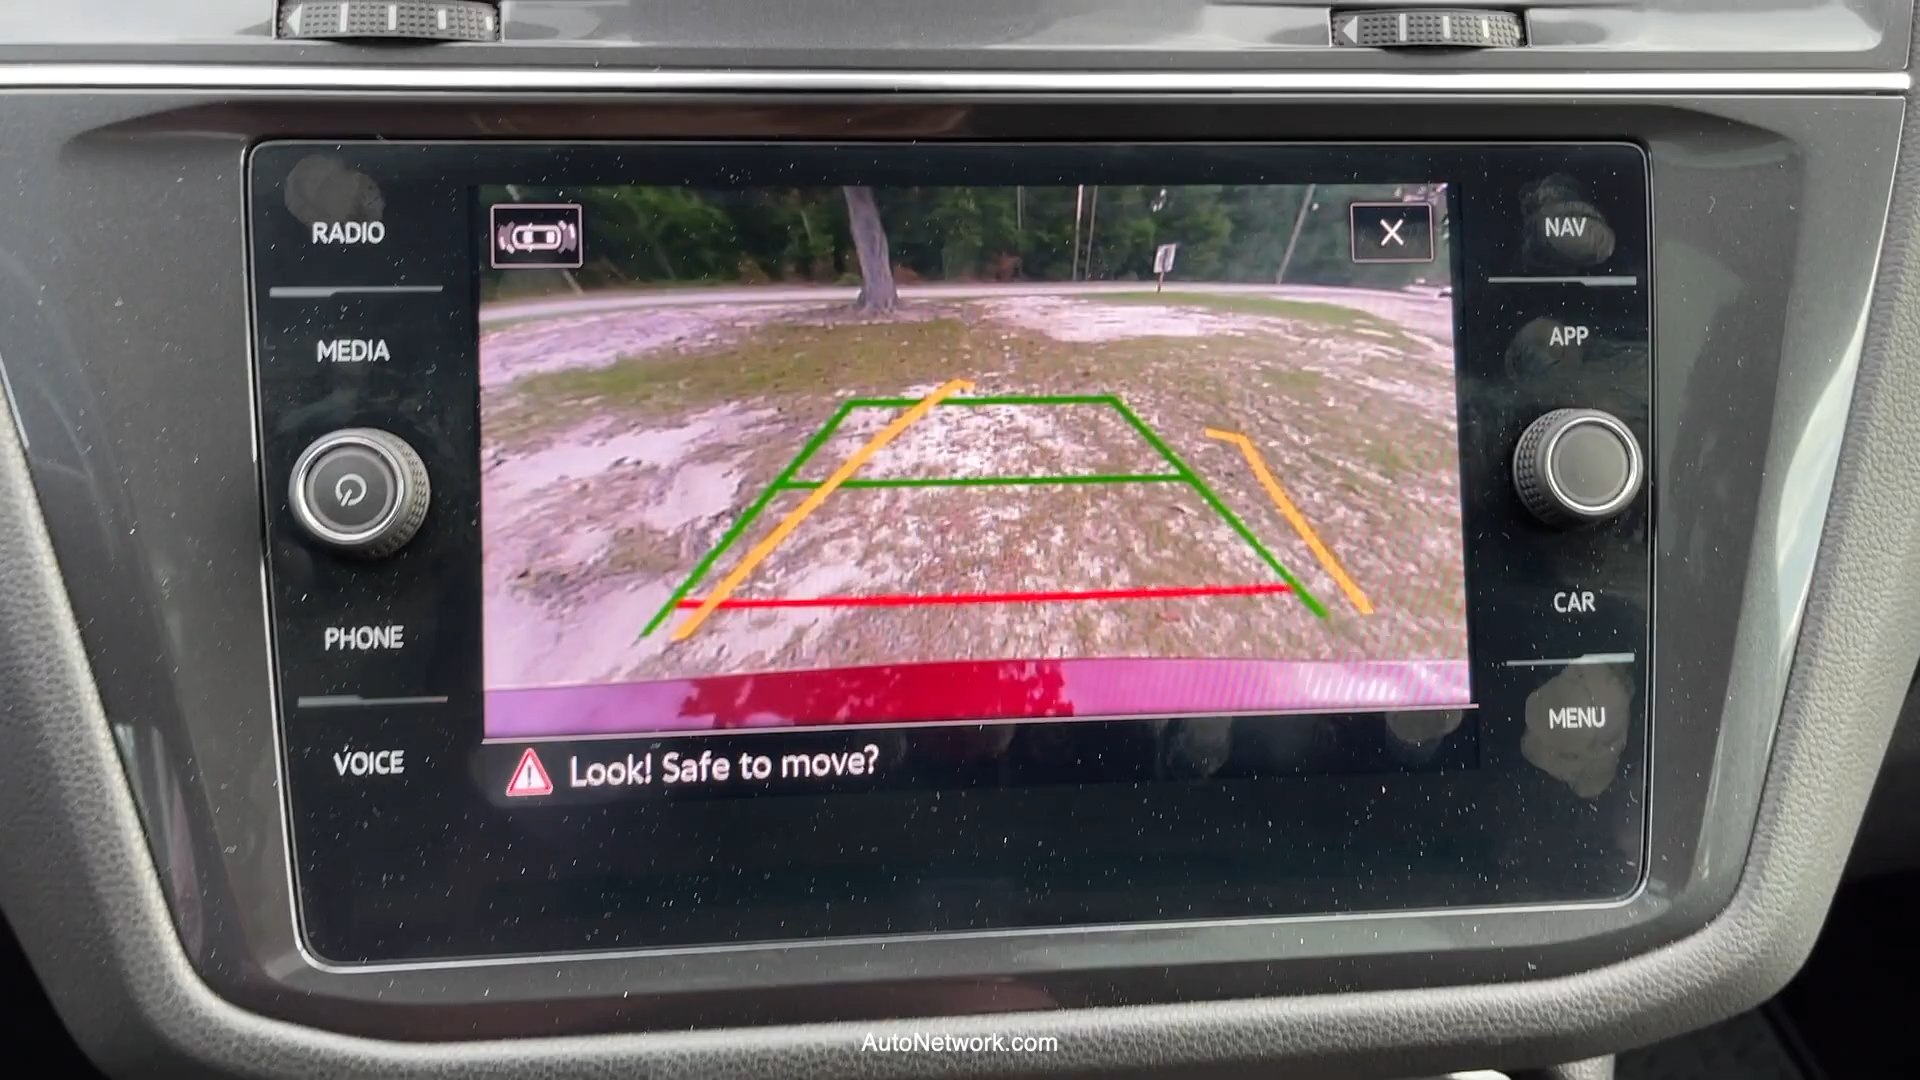 RADIO
MEDIA
PHONE
VOICE
NAV
APP
CAR
MENU
Look! Safe to move?
AutoNetwork.com